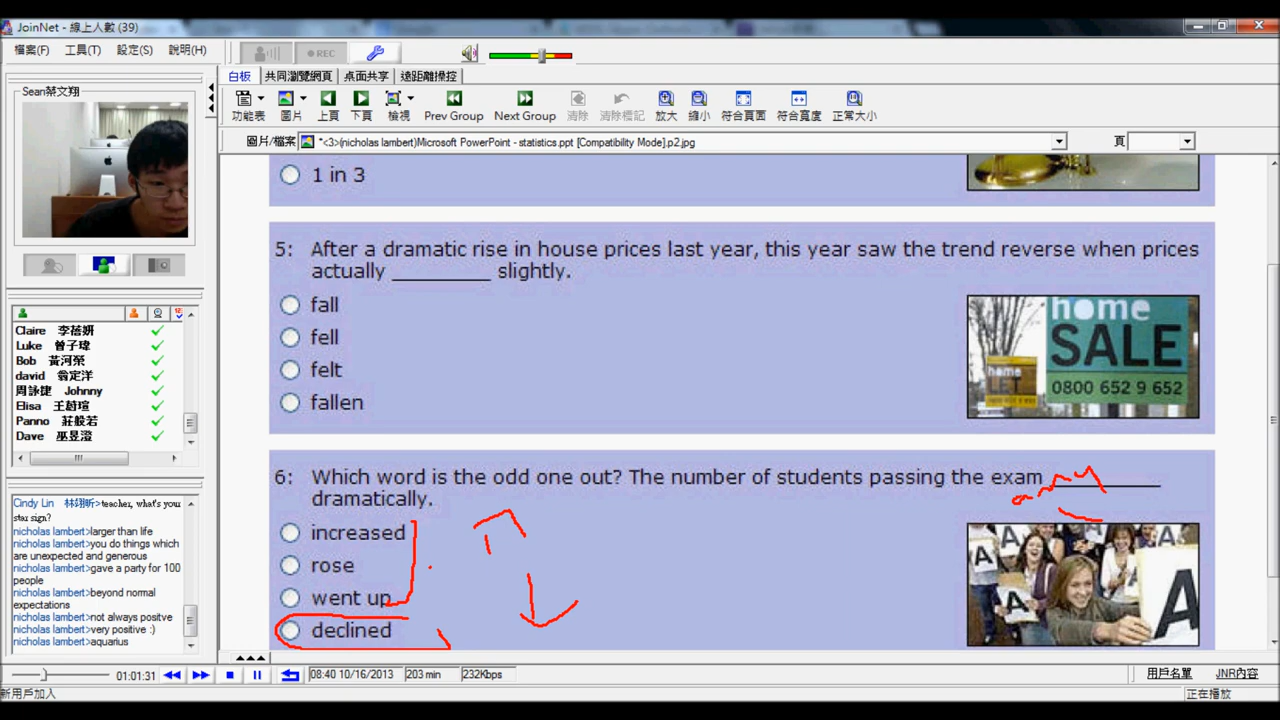 JoinNet - 線上人數 (39)
檔案(F) 工具(T) 設定(S) 說明(H)
REC
Sean蔡文翔
白板 共同瀏覽網頁 桌面共享 遠距離操控
功能表 圖片 上頁 下頁 檢視 Prev Group Next Group 清除 清除標記 放大 縮小 符合頁面 符合寬度 正常大小
圖片/檔案 *<3>(nicholas lambert)Microsoft PowerPoint - statistics.ppt [Compatibility Mode].p2.jpg 頁
1 in 3
5: After a dramatic rise in house prices last year, this year saw the trend reverse when prices
actually _________ slightly.
fall
fell
felt
fallen
home
SALE
home
LET
0800 652 9 652
6: Which word is the odd one out? The number of students passing the exam __________
dramatically.
increased
rose
went up
declined
A
A
A
A
Claire 李蓓妍
Luke 曾子瑋
Bob 黃河榮
david 翁定洋
周詠捷 Johnny
Elisa 王蒔瑄
Panno 莊般若
Dave 巫昱澄
Cindy Lin 林翊昕>teacher, what's your
star sign?
nicholas lambert>larger than life
nicholas lambert>you do things which
are unexpected and generous
nicholas lambert>gave a party for 100
people
nicholas lambert>beyond normal
expectations
nicholas lambert>not always positve
nicholas lambert>very positive :)
nicholas lambert>aquarius
01:01:31 08:40 10/16/2013 203 min 232Kbps 用戶名單 JNR內容
新用戶加入 正在播放